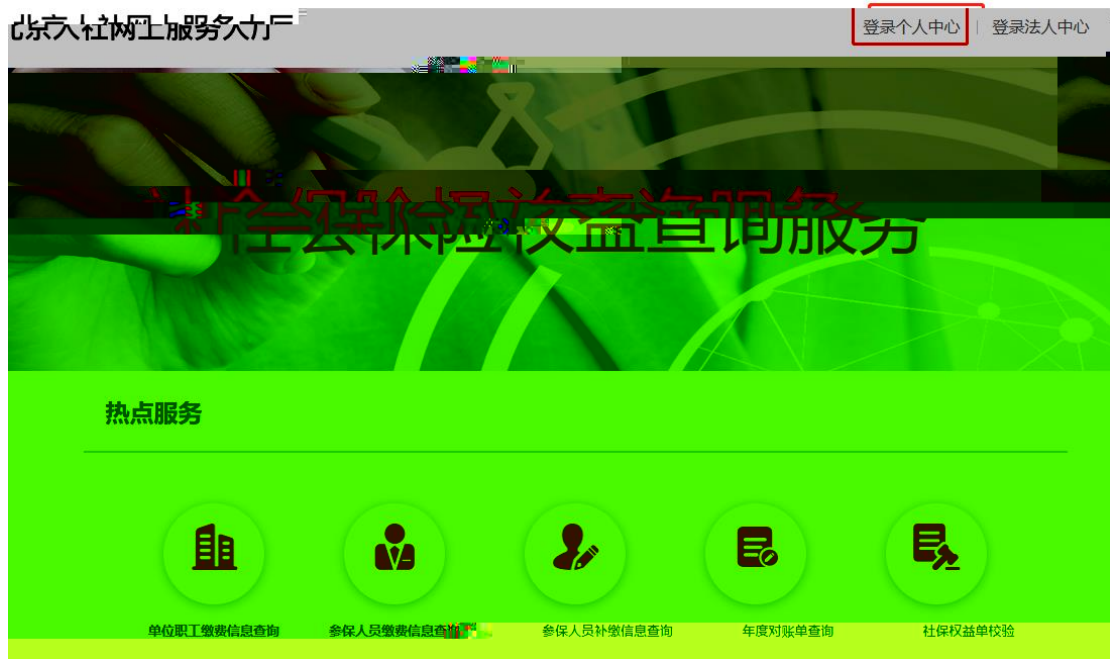 北京人社网上服务大厅
登录个人中心 | 登录法人中心
社会保险权益查询服务
热点服务
单位职工缴费信息查询
参保人员缴费信息查询
参保人员补缴信息查询
年度对账单查询
社保权益单校验